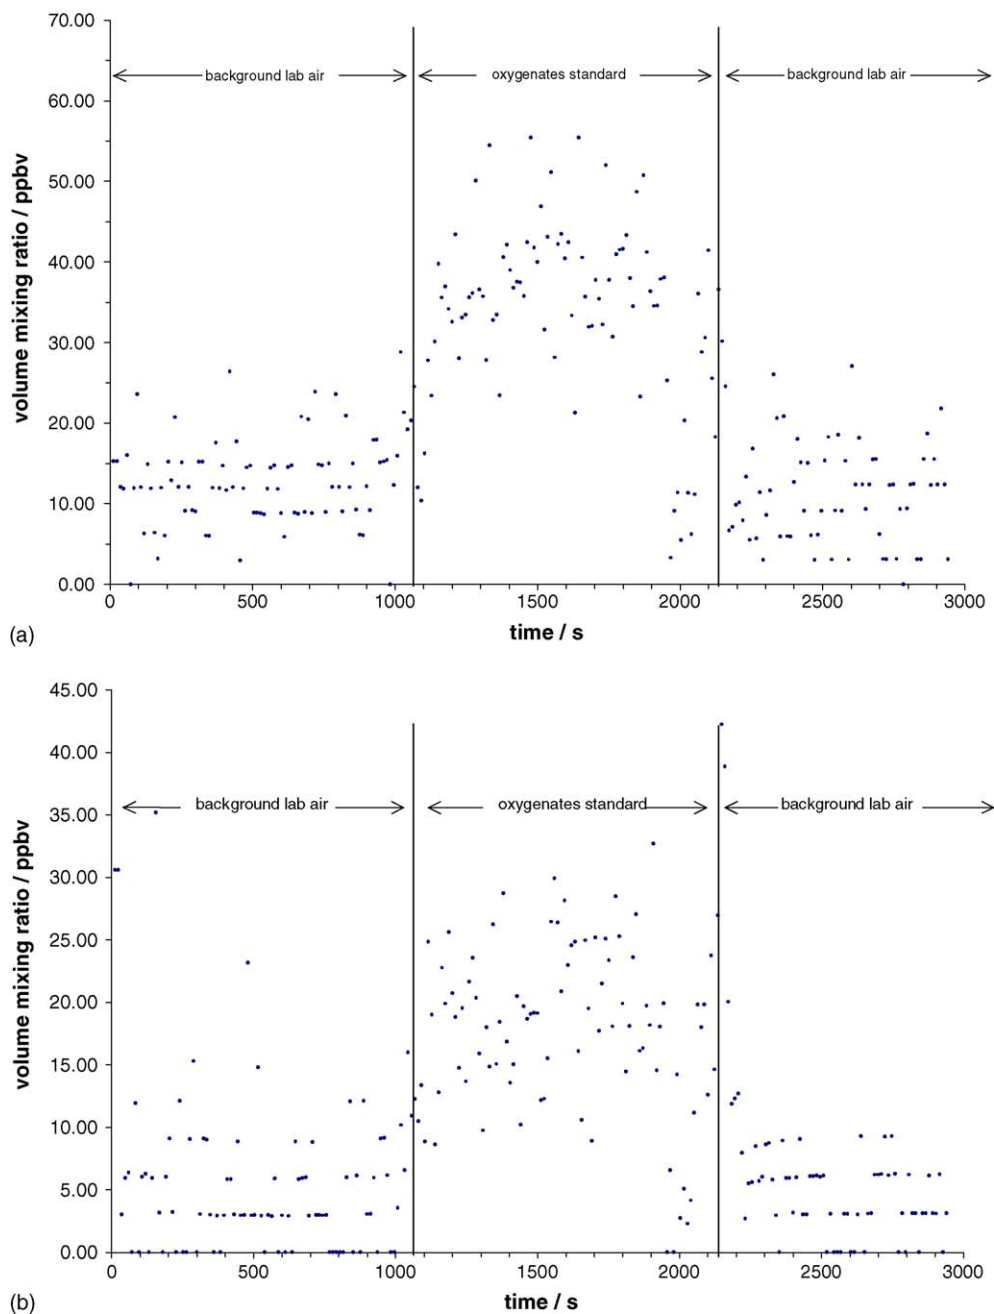 70.00
background lab air oxygenates standard background lab air
60.00
50.00
40.00
30.00
20.00
10.00
0.00
volume mixing ratio / ppbv
0 500 1000 1500 2000 2500 3000
time / s
(a)
45.00
40.00
background lab air oxygenates standard background lab air
35.00
30.00
25.00
20.00
15.00
10.00
5.00
0.00
volume mixing ratio / ppbv
0 500 1000 1500 2000 2500 3000
time / s
(b)